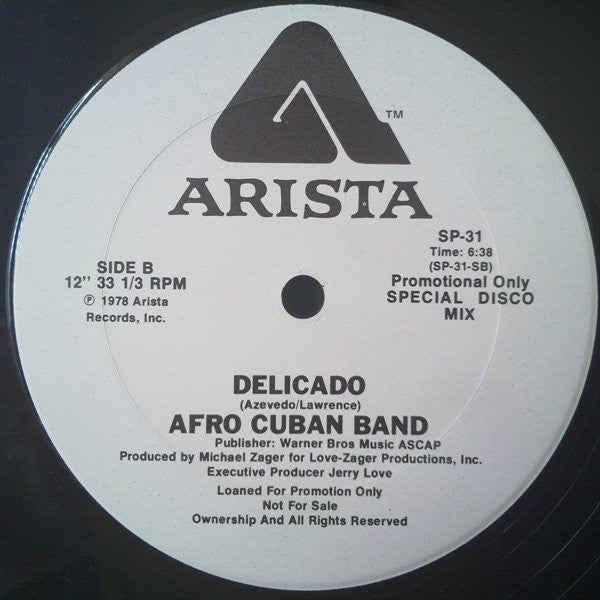 TM
ARISTA
SIDE B
12" 33 1/3 RPM
℗ 1978 Arista
Records, Inc.
SP-31
Time: 6:38
(SP-31-SB)
Promotional Only
SPECIAL DISCO
MIX
DELICADO
(Azevedo/Lawrence)
AFRO CUBAN BAND
Publisher: Warner Bros Music ASCAP
Produced by Michael Zager for Love-Zager Productions, Inc.
Executive Producer Jerry Love
Loaned For Promotion Only
Not For Sale
Ownership And All Rights Reserved